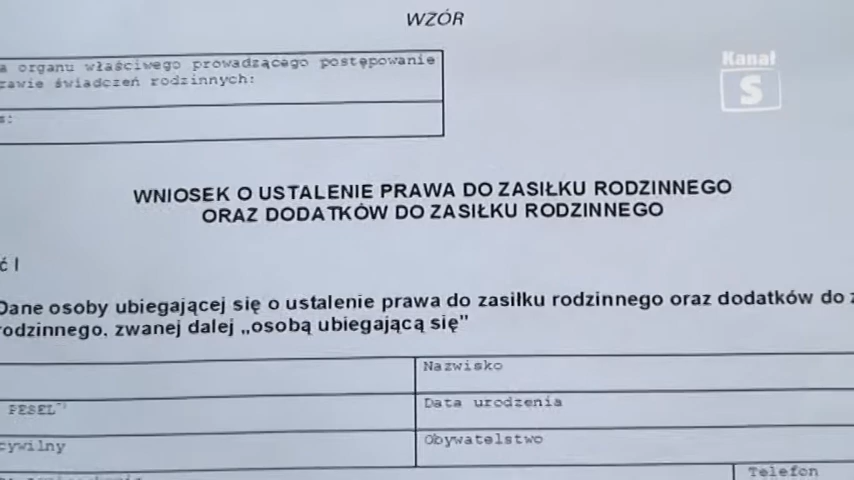 WZÓR
Kanał
S
a organu właściwego prowadzącego postępowanie
rawie świadczeń rodzinnych:
s:
WNIOSEK O USTALENIE PRAWA DO ZASIŁKU RODZINNEGO
ORAZ DODATKÓW DO ZASIŁKU RODZINNEGO
ć I
Dane osoby ubiegającej się o ustalenie prawa do zasiłku rodzinnego oraz dodatków do z
rodzinnego, zwanej dalej „osobą ubiegającą się”
Nazwisko
PESEL*)
Data urodzenia
cywilny
Obywatelstwo
Telefon